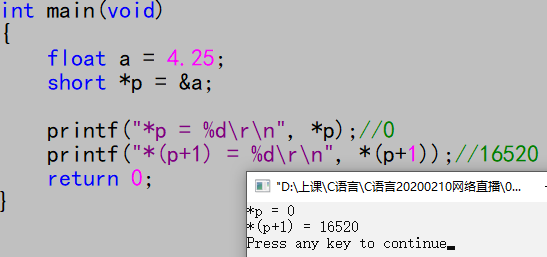 int main(void)
{
float a = 4.25;
short *p = &a;
printf("*p = %d\r\n", *p);//0
printf("*(p+1) = %d\r\n", *(p+1));//16520
return 0;
}
"D:\上课\C语言\C语言20200210网络直播\0
*p = 0
*(p+1) = 16520
Press any key to continue